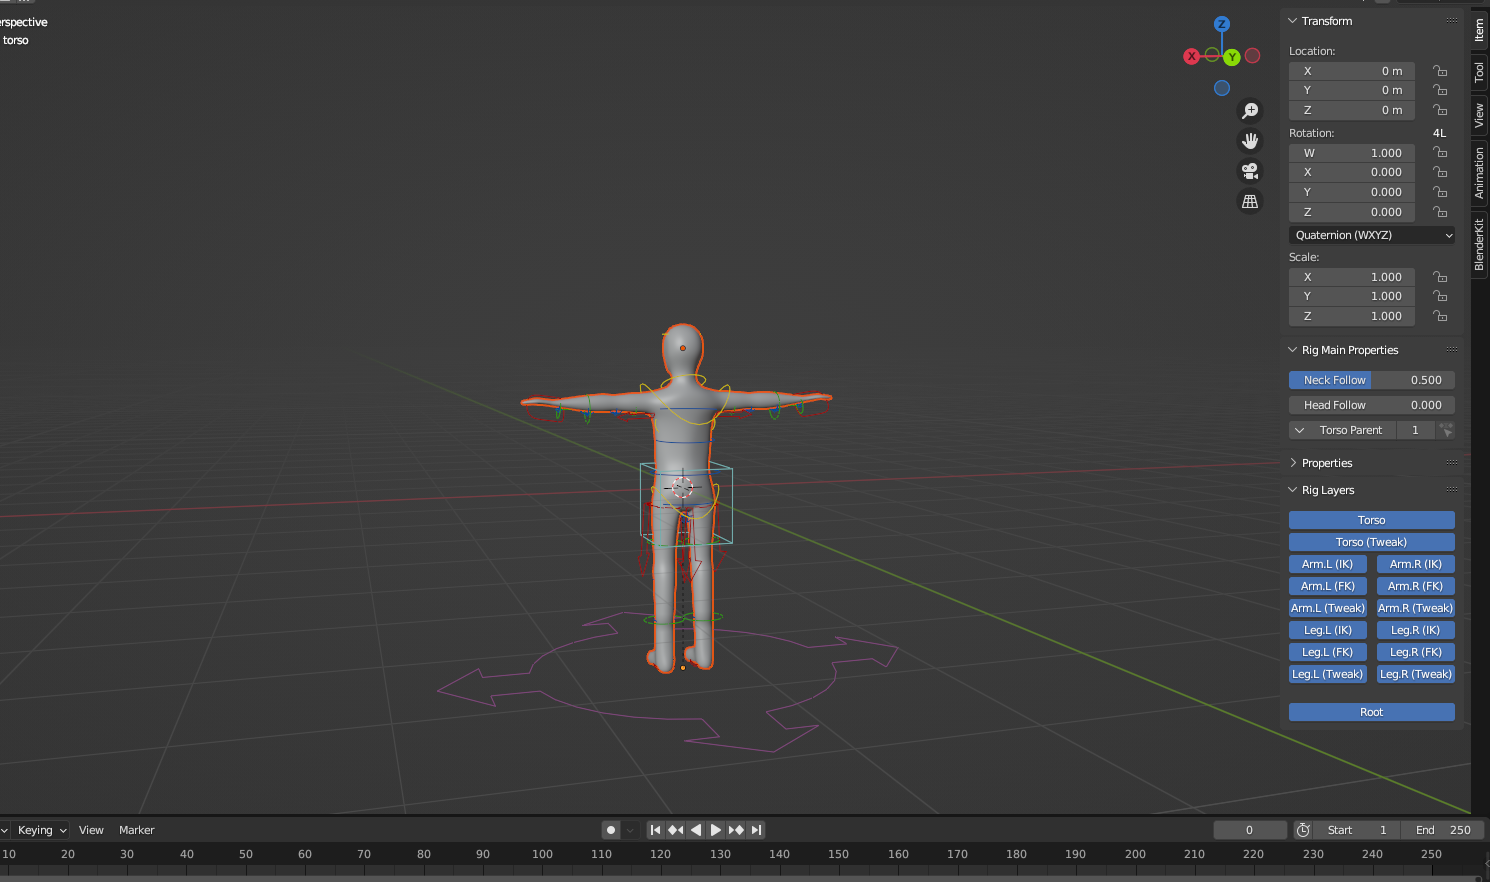 erspective
torso
Z
X
Y
Transform
Location:
X 0 m
Y 0 m
Z 0 m
Rotation: 4L
W 1.000
X 0.000
Y 0.000
Z 0.000
Quaternion (WXYZ)
Scale:
X 1.000
Y 1.000
Z 1.000
Rig Main Properties
Neck Follow 0.500
Head Follow 0.000
Torso Parent 1
Properties
Rig Layers
Torso
Torso (Tweak)
Arm.L (IK) Arm.R (IK)
Arm.L (FK) Arm.R (FK)
Arm.L (Tweak) Arm.R (Tweak)
Leg.L (IK) Leg.R (IK)
Leg.L (FK) Leg.R (FK)
Leg.L (Tweak) Leg.R (Tweak)
Root
Item
Tool
View
Animation
BlenderKit
Keying View Marker 0 Start 1 End 250
10 20 30 40 50 60 70 80 90 100 110 120 130 140 150 160 170 180 190 200 210 220 230 240 250